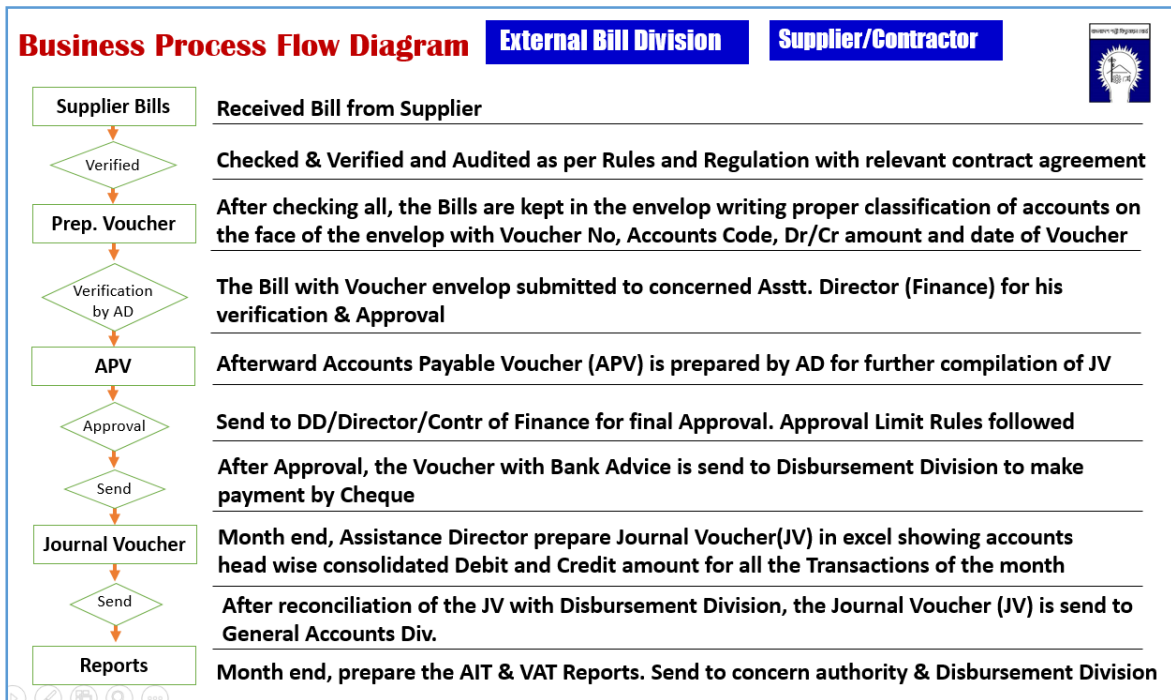 Business Process Flow Diagram
External Bill Division
Supplier/Contractor
Supplier Bills
Received Bill from Supplier
Verified
Checked & Verified and Audited as per Rules and Regulation with relevant contract agreement
Prep. Voucher
After checking all, the Bills are kept in the envelop writing proper classification of accounts on
the face of the envelop with Voucher No, Accounts Code, Dr/Cr amount and date of Voucher
Verification
by AD
The Bill with Voucher envelop submitted to concerned Asstt. Director (Finance) for his
verification & Approval
APV
Afterward Accounts Payable Voucher (APV) is prepared by AD for further compilation of JV
Approval
Send to DD/Director/Contr of Finance for final Approval. Approval Limit Rules followed
Send
After Approval, the Voucher with Bank Advice is send to Disbursement Division to make
payment by Cheque
Journal Voucher
Month end, Assistance Director prepare Journal Voucher(JV) in excel showing accounts
head wise consolidated Debit and Credit amount for all the Transactions of the month
Send
After reconciliation of the JV with Disbursement Division, the Journal Voucher (JV) is send to
General Accounts Div.
Reports
Month end, prepare the AIT & VAT Reports. Send to concern authority & Disbursement Division